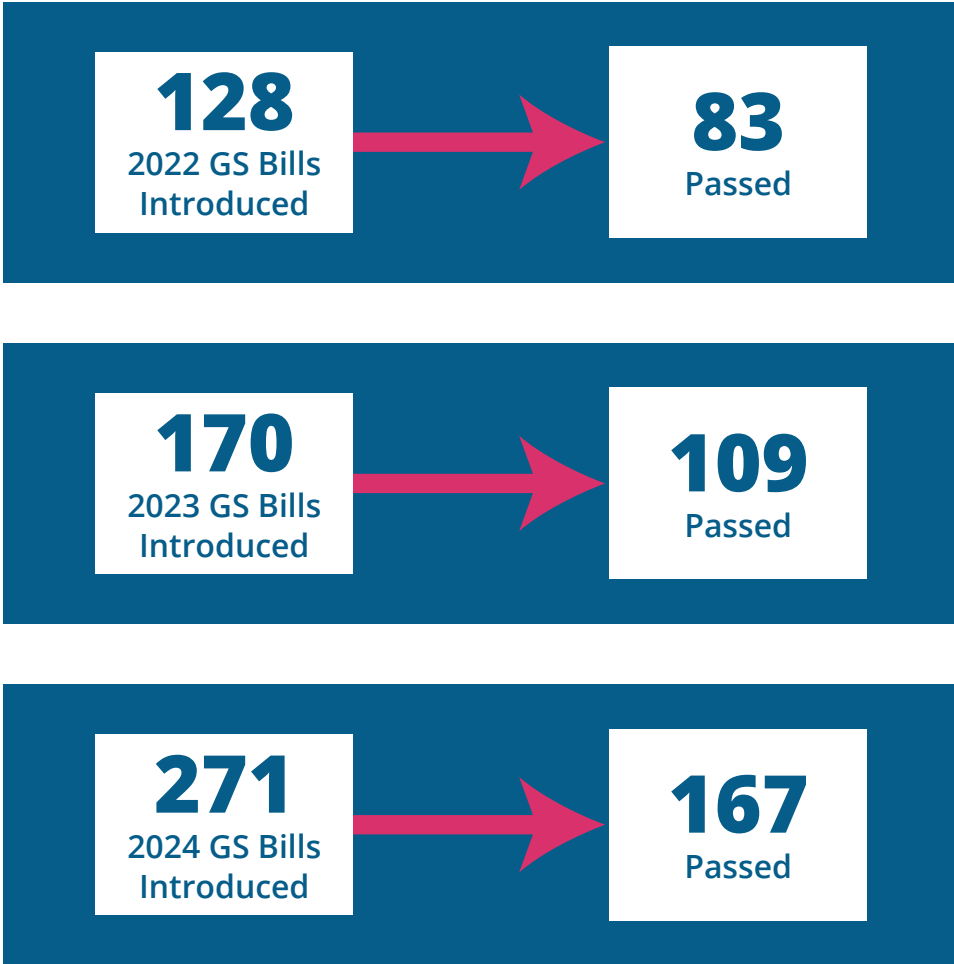 128
2022 GS Bills
Introduced
83
Passed
170
2023 GS Bills
Introduced
109
Passed
271
2024 GS Bills
Introduced
167
Passed